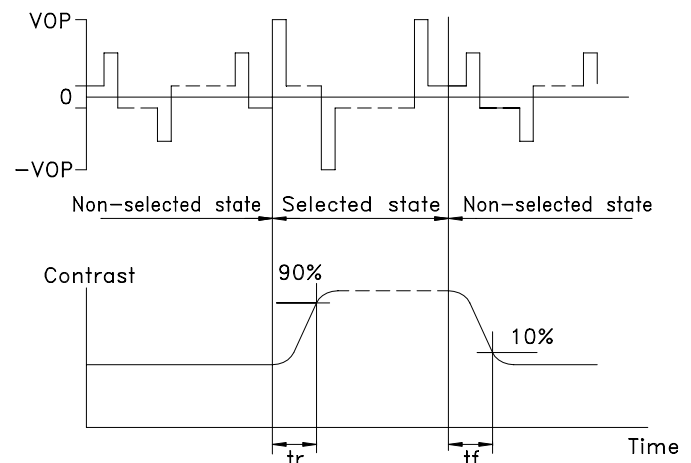 VOP
0
-VOP
Non-selected state
Selected state
Non-selected state
Contrast
90%
10%
Time
tr
tf